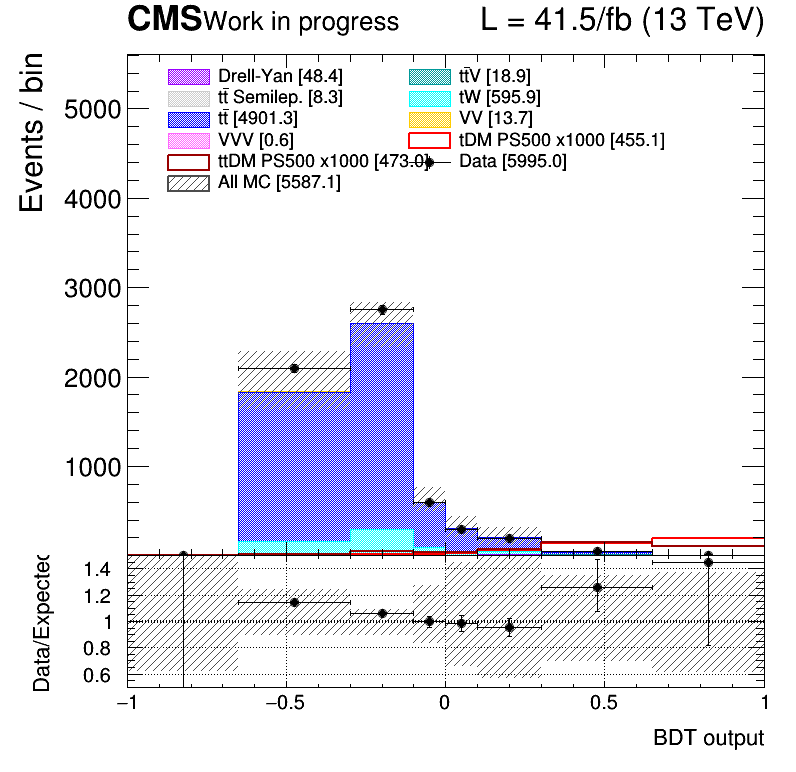 CMS Work in progress L = 41.5/fb (13 TeV)
Events / bin
Drell-Yan [48.4] tt̄V [18.9]
tt̄ Semilep. [8.3] tW [595.9]
tt̄ [4901.3] VV [13.7]
VVV [0.6] tDM PS500 x1000 [455.1]
ttDM PS500 x1000 [473.0] Data [5995.0]
All MC [5587.1]
5000
4000
3000
2000
1000
Data/Expected
1.4
1.2
1
0.8
0.6
−1 −0.5 0 0.5 1
BDT output